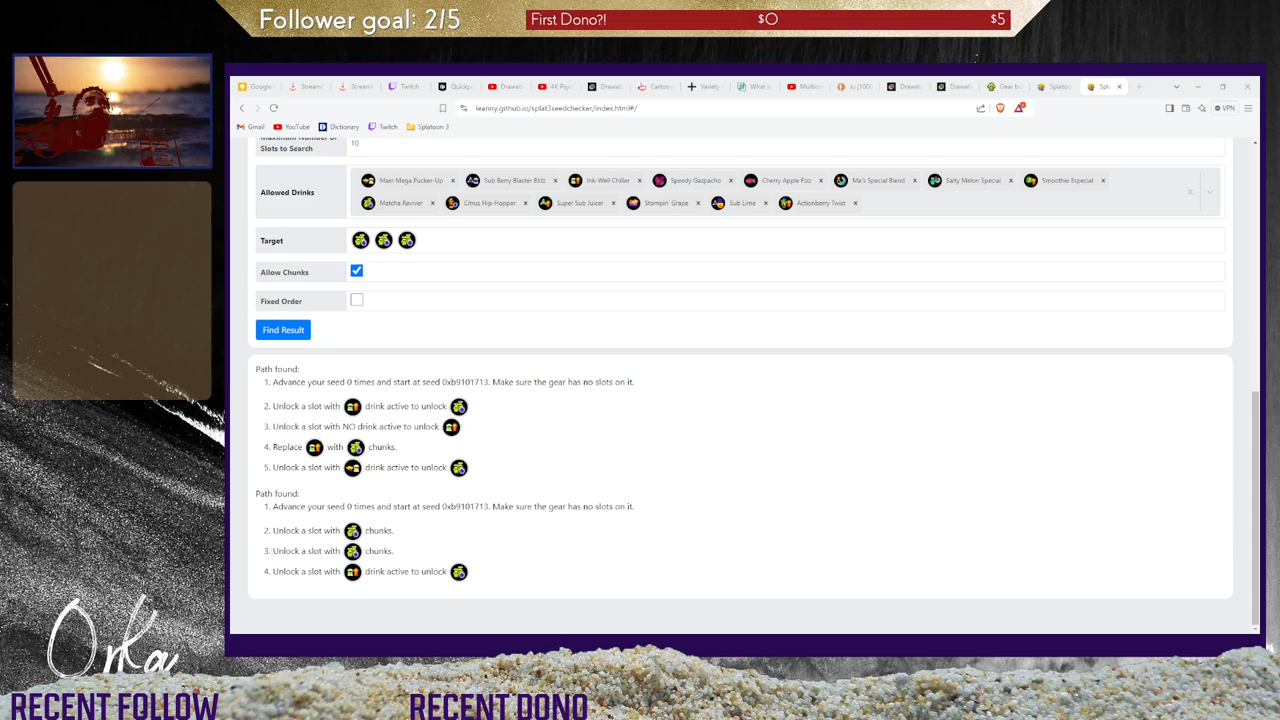 Follower goal: 2/5
First Dono?! $0 $5
Google
Twitch
leanny.github.io/splat3seedchecker/index.html#/
VPN
Gmail YouTube Dictionary Twitch Splatoon 3
Maximum Number of
Slots to Search
10
Allowed Drinks
Main Mega Pucker-Up Sub Berry Blaster Blitz Ink-Well Chiller Speedy Gazpacho Cherry Apple Fizz Ma's Special Blend Salty Melon Special Smoothie Especial
Matcha Reviver Citrus Hip-Hopper Super Sub Juicer Stompin' Grape Sub Lime Actionberry Twist
Target
Allow Chunks
Fixed Order
Find Result
Path found:
1. Advance your seed 0 times and start at seed 0xb9101713. Make sure the gear has no slots on it.
2. Unlock a slot with drink active to unlock
3. Unlock a slot with NO drink active to unlock
4. Replace with chunks.
5. Unlock a slot with drink active to unlock
Path found:
1. Advance your seed 0 times and start at seed 0xb9101713. Make sure the gear has no slots on it.
2. Unlock a slot with chunks.
3. Unlock a slot with chunks.
4. Unlock a slot with drink active to unlock
Orka
RECENT FOLLOW
RECENT DONO